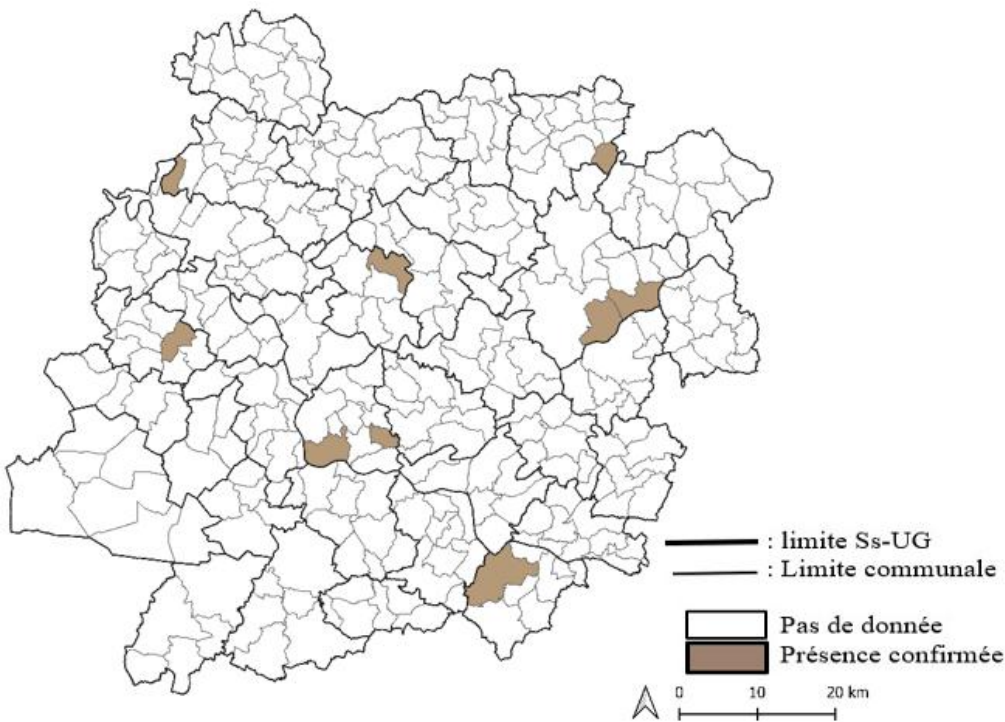 : limite Ss-UG
: Limite communale
Pas de donnée
Présence confirmée
0 10 20 km